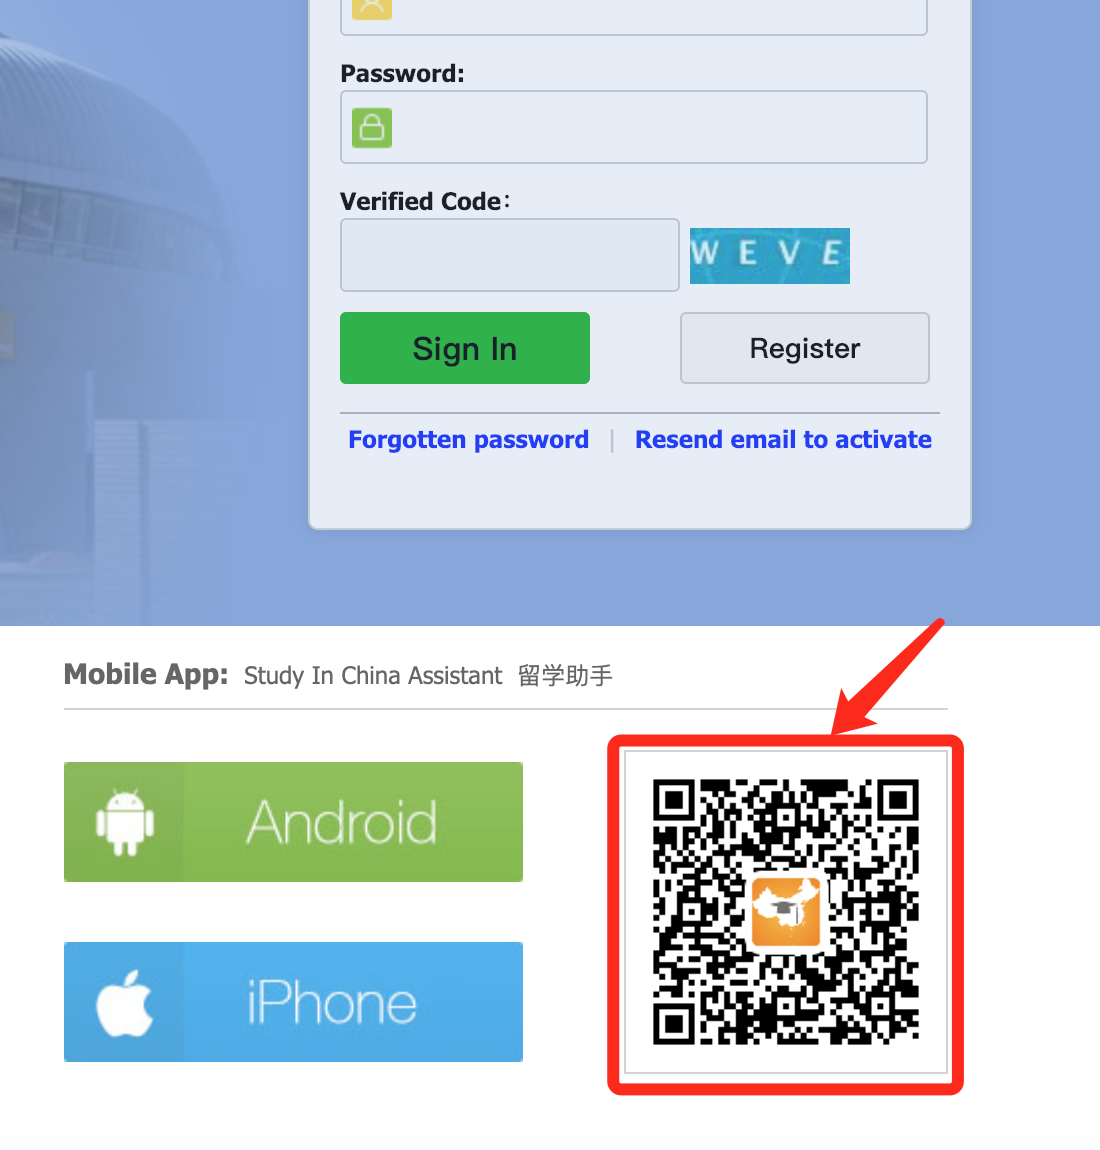 Password:
Verified Code：
WEVE
Sign In
Register
Forgotten password | Resend email to activate
Mobile App: Study In China Assistant 留学助手
Android
iPhone